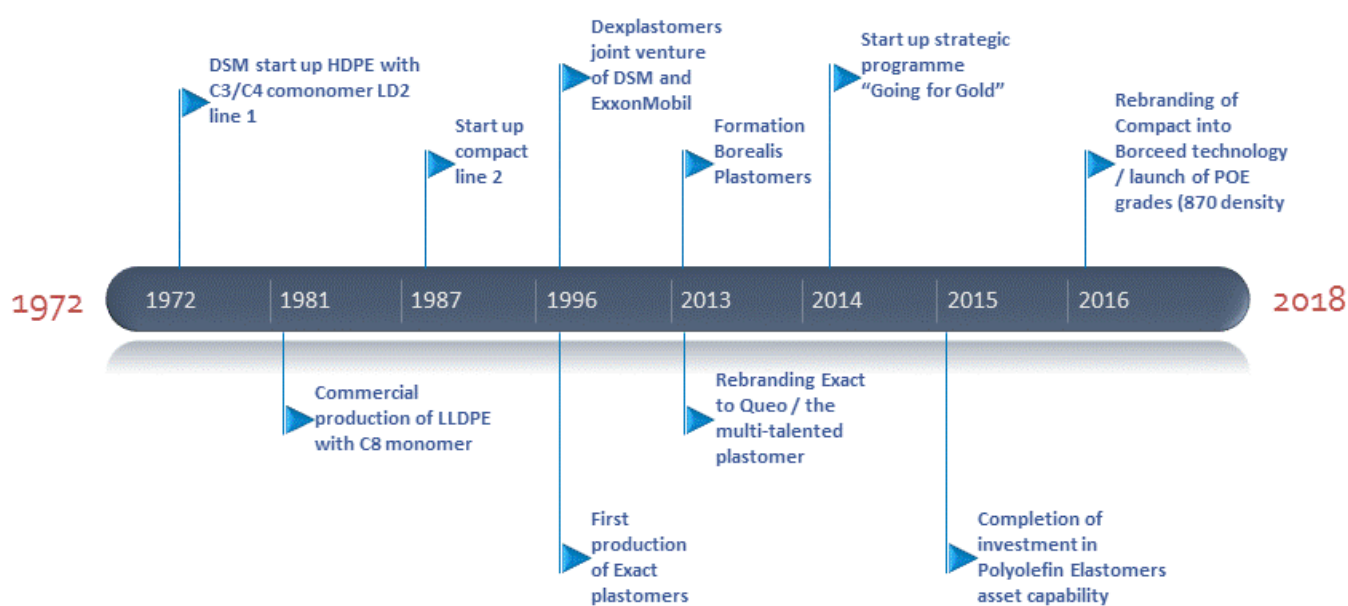 DSM start up HDPE with
C3/C4 comonomer LD2
line 1
Start up
compact
line 2
Dexplastomers
joint venture
of DSM and
ExxonMobil
Formation
Borealis
Plastomers
Start up strategic
programme
“Going for Gold”
Rebranding of
Compact into
Borceed technology
/ launch of POE
grades (870 density
1972
1972
1981
1987
1996
2013
2014
2015
2016
2018
Commercial
production of LLDPE
with C8 monomer
First
production
of Exact
plastomers
Rebranding Exact
to Queo / the
multi-talented
plastomer
Completion of
investment in
Polyolefin Elastomers
asset capability